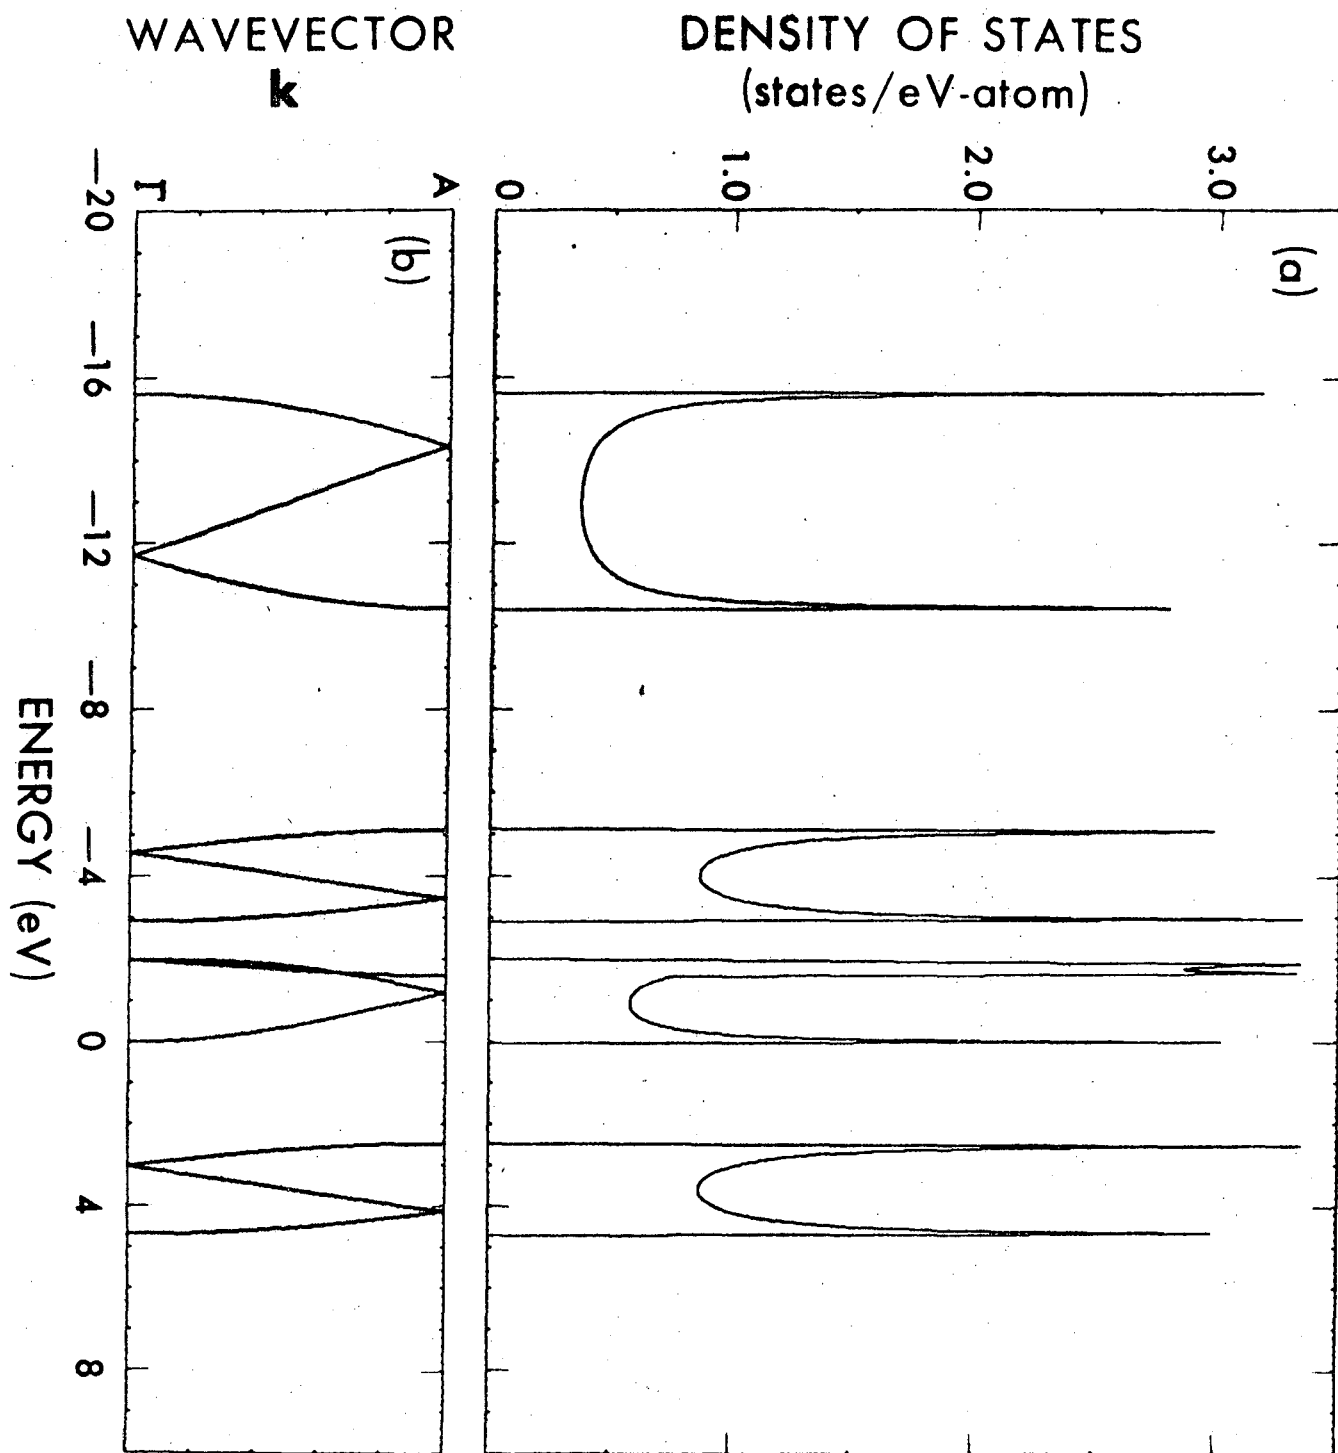 WAVEVECTOR
k
DENSITY OF STATES
(states/eV-atom)
Γ
A
0
1.0
2.0
3.0
(b)
(a)
−20
−16
−12
−8
−4
0
4
8
ENERGY (eV)